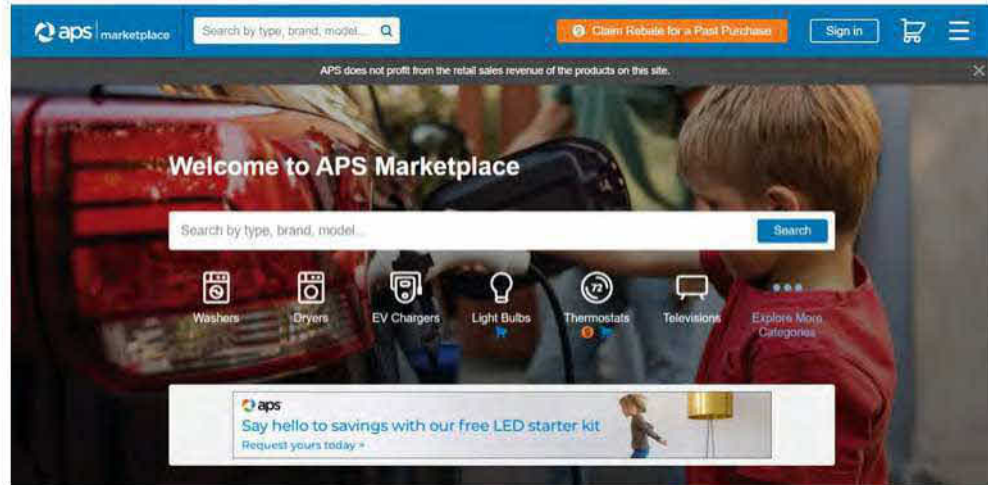 aps marketplace
Search by type, brand, model...
Claim Rebate for a Past Purchase
Sign in
APS does not profit from the retail sales revenue of the products on this site.
Welcome to APS Marketplace
Search by type, brand, model...
Search
Washers
Dryers
EV Chargers
Light Bulbs
72
Thermostats
Televisions
Explore More
Categories
aps
Say hello to savings with our free LED starter kit
Request yours today »